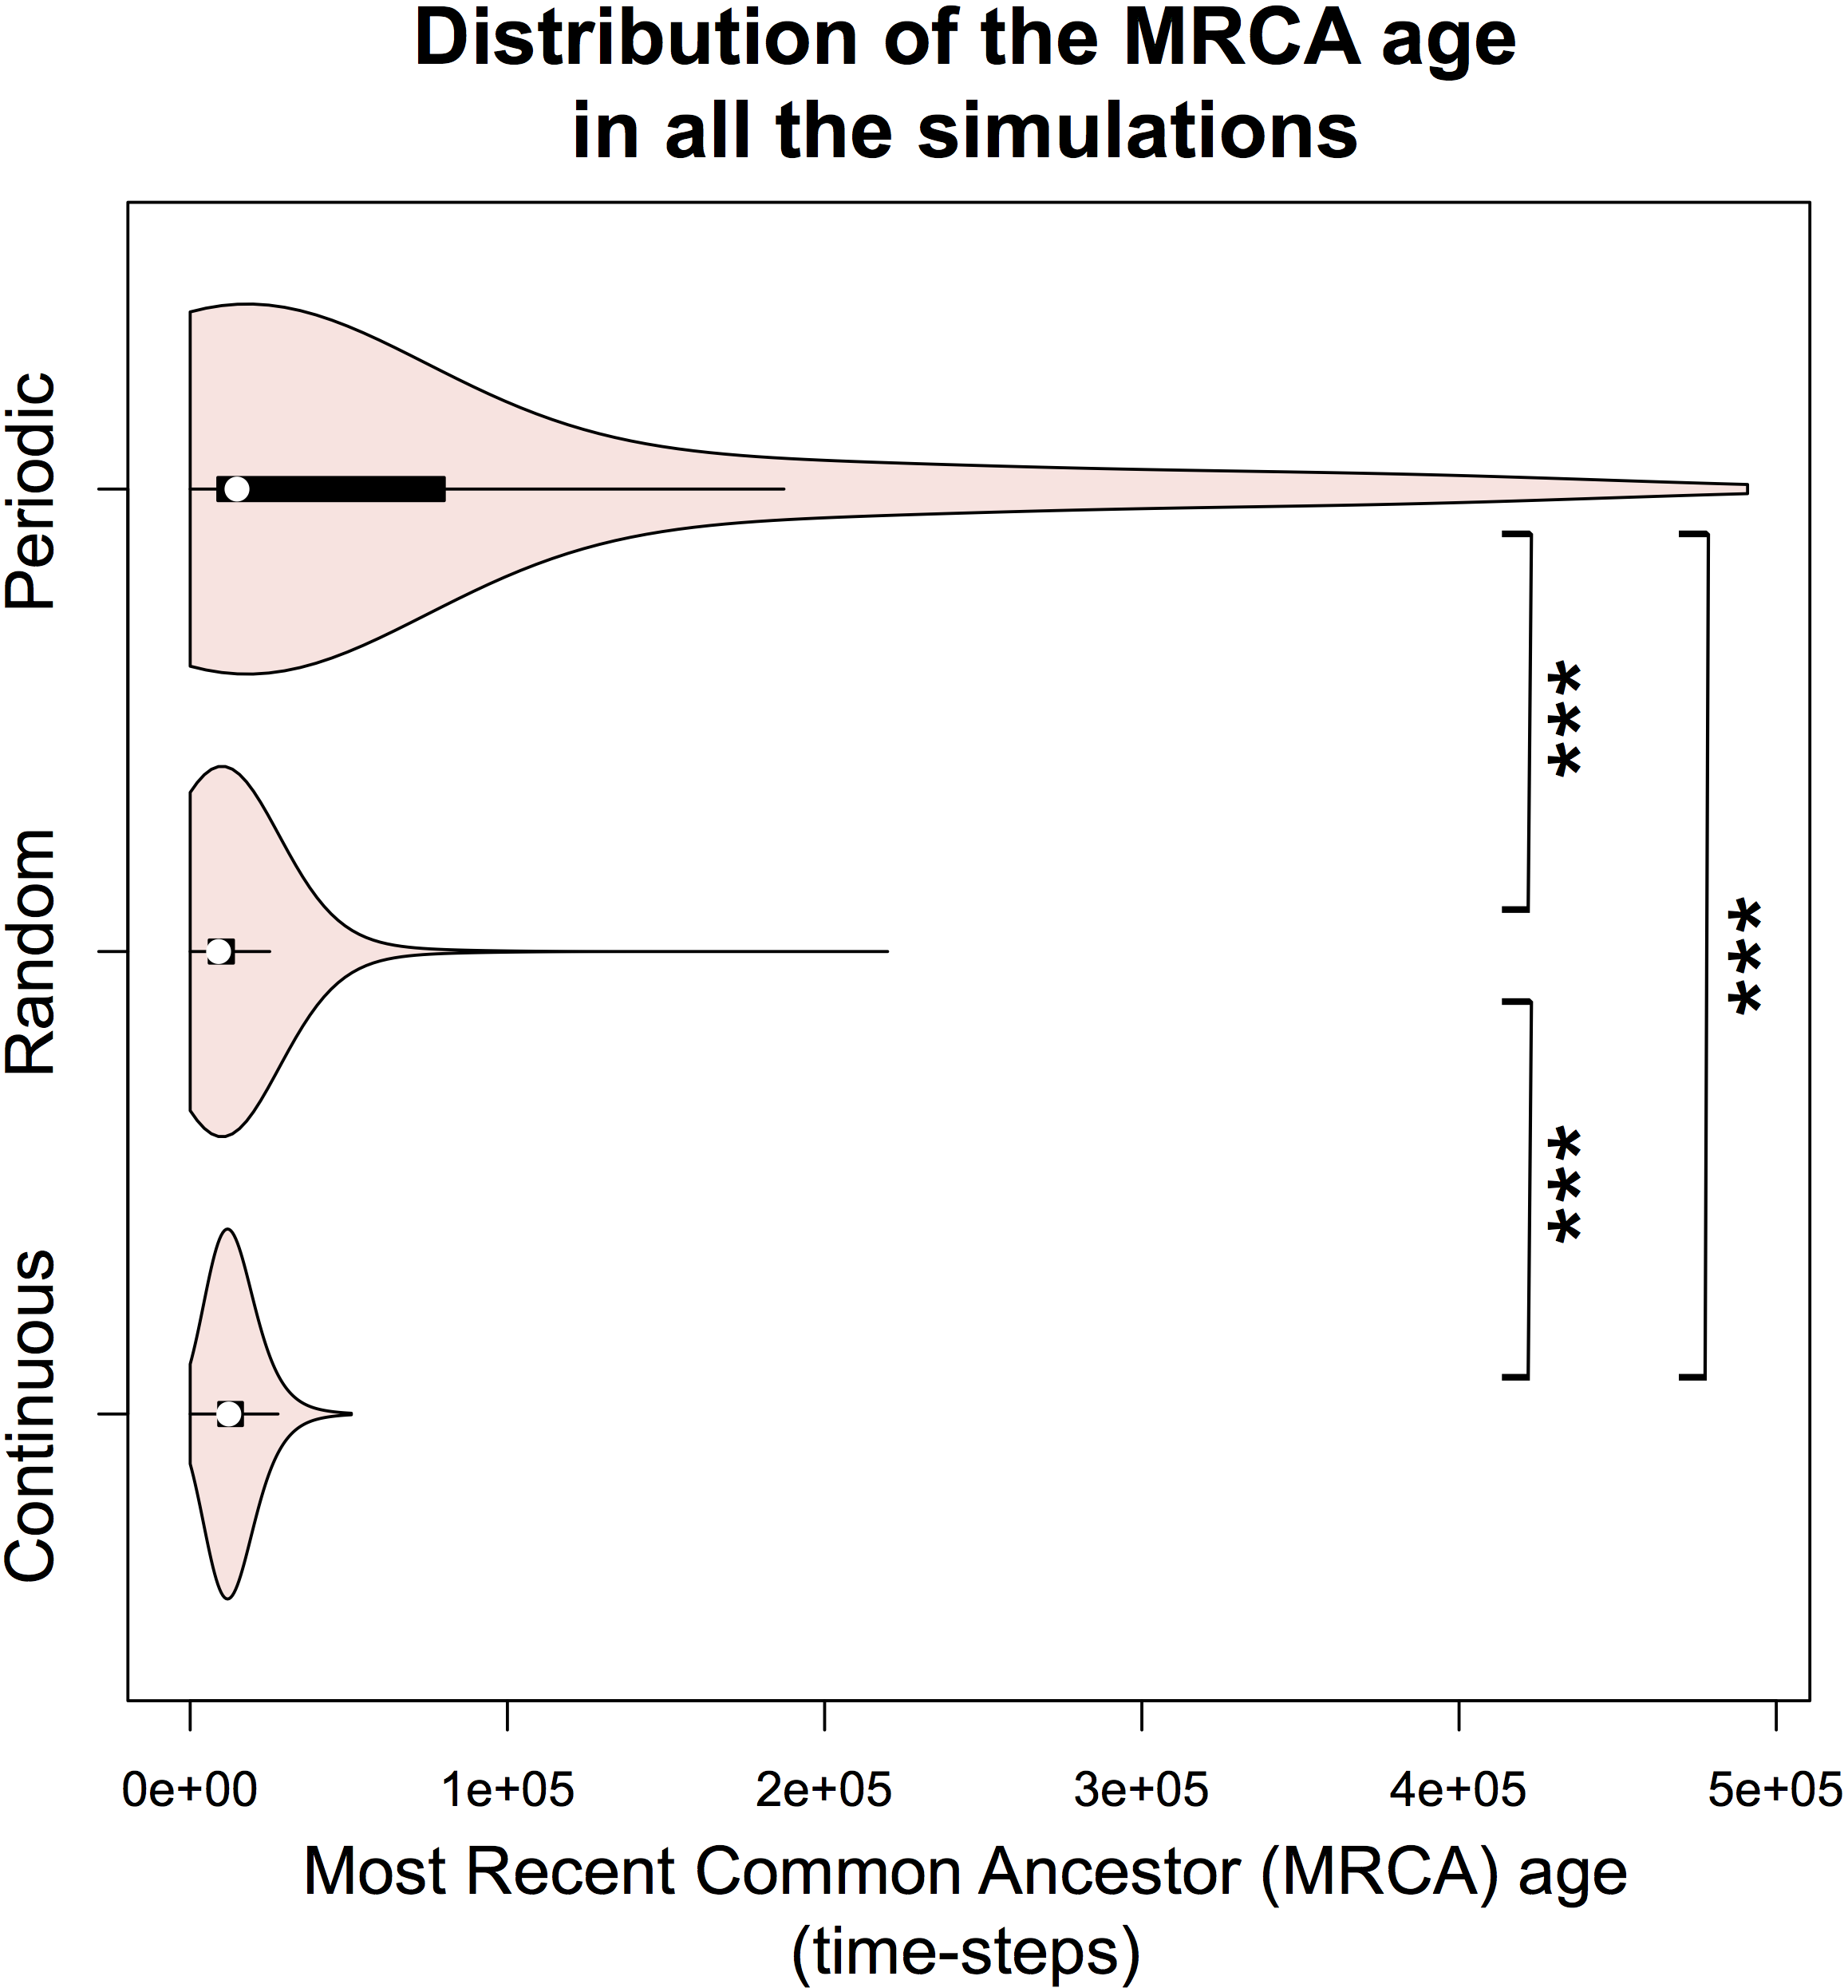 Distribution of the MRCA age
in all the simulations
Periodic
Random
Continuous
***
***
***
0e+00 1e+05 2e+05 3e+05 4e+05 5e+05
Most Recent Common Ancestor (MRCA) age
(time-steps)